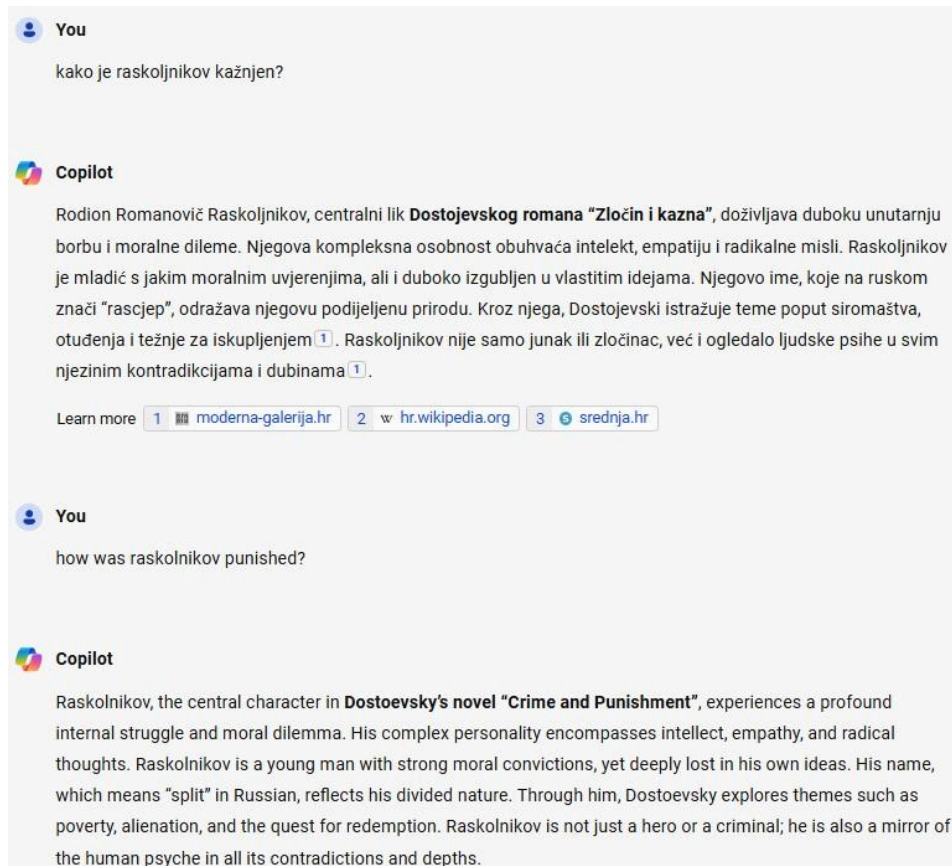 You
kako je raskoljnikov kažnjen?
Copilot
Rodion Romanovič Raskoljnikov, centralni lik Dostojevskog romana “Zločin i kazna”, doživljava duboku unutarnju
borbu i moralne dileme. Njegova kompleksna osobnost obuhvaća intelekt, empatiju i radikalne misli. Raskoljnikov
je mladić s jakim moralnim uvjerenjima, ali i duboko izgubljen u vlastitim idejama. Njegovo ime, koje na ruskom
znači “rascjep”, odražava njegovu podijeljenu prirodu. Kroz njega, Dostojevski istražuje teme poput siromaštva,
otuđenja i težnje za iskupljenjem 1 . Raskoljnikov nije samo junak ili zločinac, već i ogledalo ljudske psihe u svim
njezinim kontradikcijama i dubinama 1 .
Learn more 1 moderna-galerija.hr 2 W hr.wikipedia.org 3 S srednja.hr
You
how was raskolnikov punished?
Copilot
Raskolnikov, the central character in Dostoevsky’s novel “Crime and Punishment”, experiences a profound
internal struggle and moral dilemma. His complex personality encompasses intellect, empathy, and radical
thoughts. Raskolnikov is a young man with strong moral convictions, yet deeply lost in his own ideas. His name,
which means “split” in Russian, reflects his divided nature. Through him, Dostoevsky explores themes such as
poverty, alienation, and the quest for redemption. Raskolnikov is not just a hero or a criminal; he is also a mirror of
the human psyche in all its contradictions and depths.